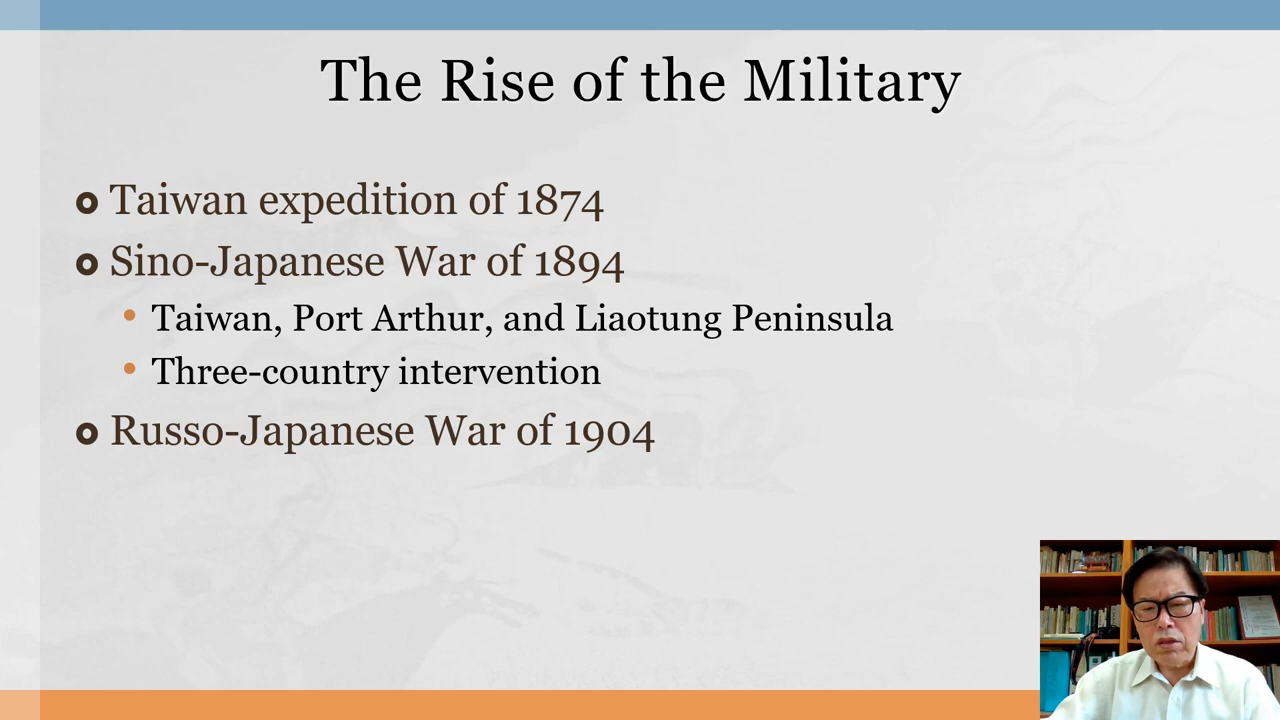 The Rise of the Military
Taiwan expedition of 1874
Sino-Japanese War of 1894
Taiwan, Port Arthur, and Liaotung Peninsula
Three-country intervention
Russo-Japanese War of 1904